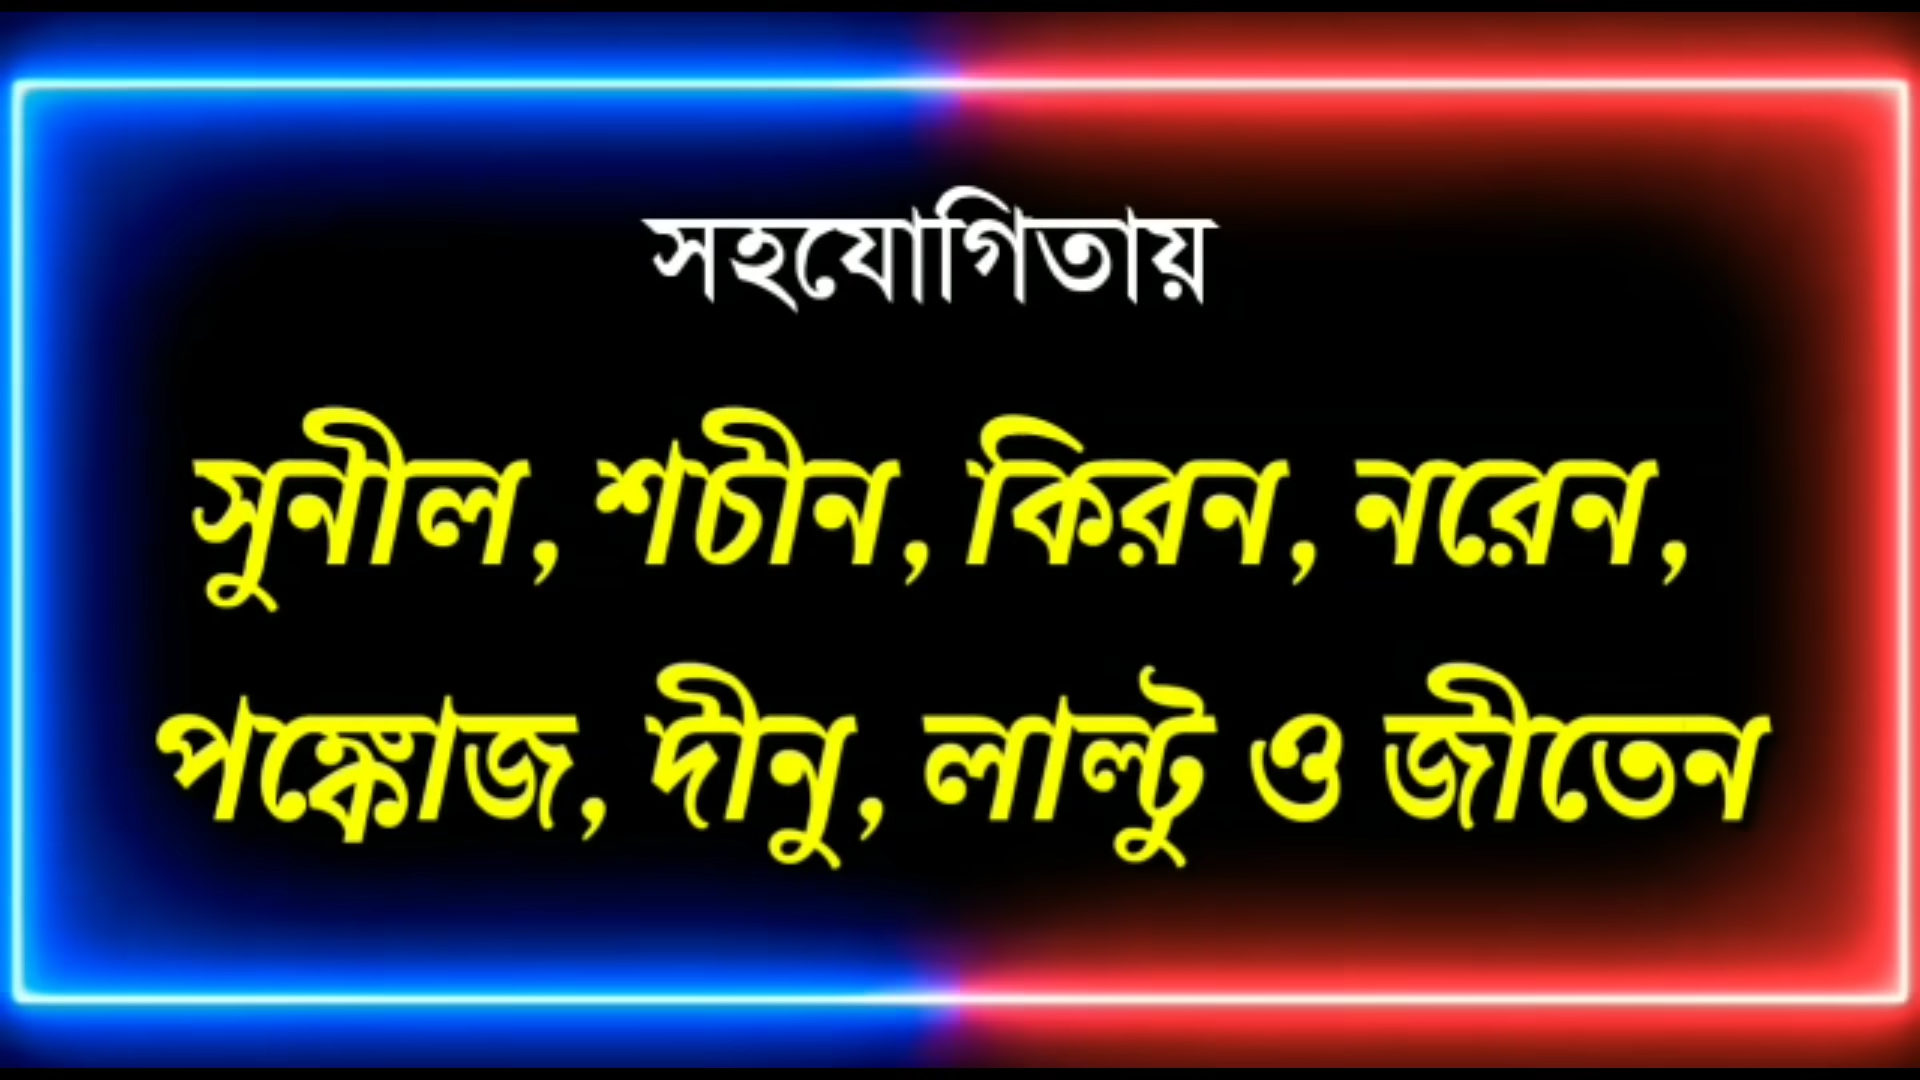 সহযোগিতায়
সুনীল, শচীন, কিরন, নরেন,
পঙ্কোজ, দীনু, লাল্টু ও জীতেন